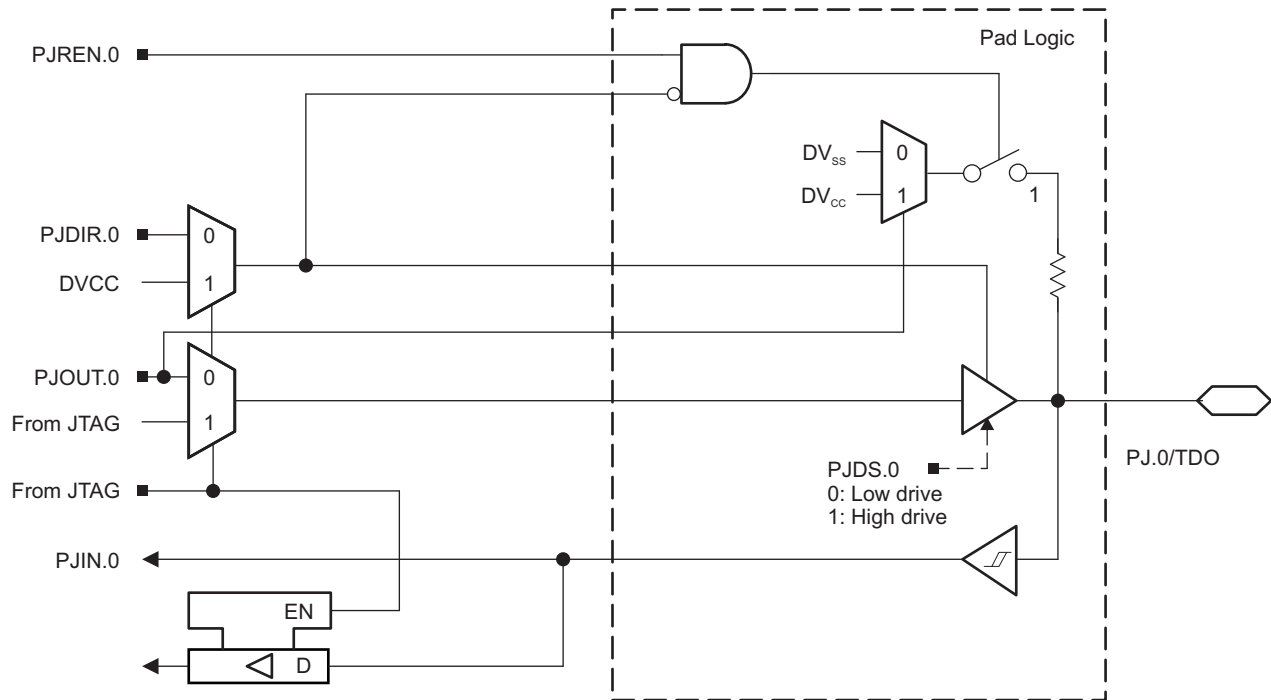 Pad Logic
PJREN.0
DVSS
0
DVCC
1
1
PJDIR.0
0
DVCC
1
PJOUT.0
0
From JTAG
1
PJ.0/TDO
From JTAG
PJDS.0
0: Low drive
1: High drive
PJIN.0
EN
D